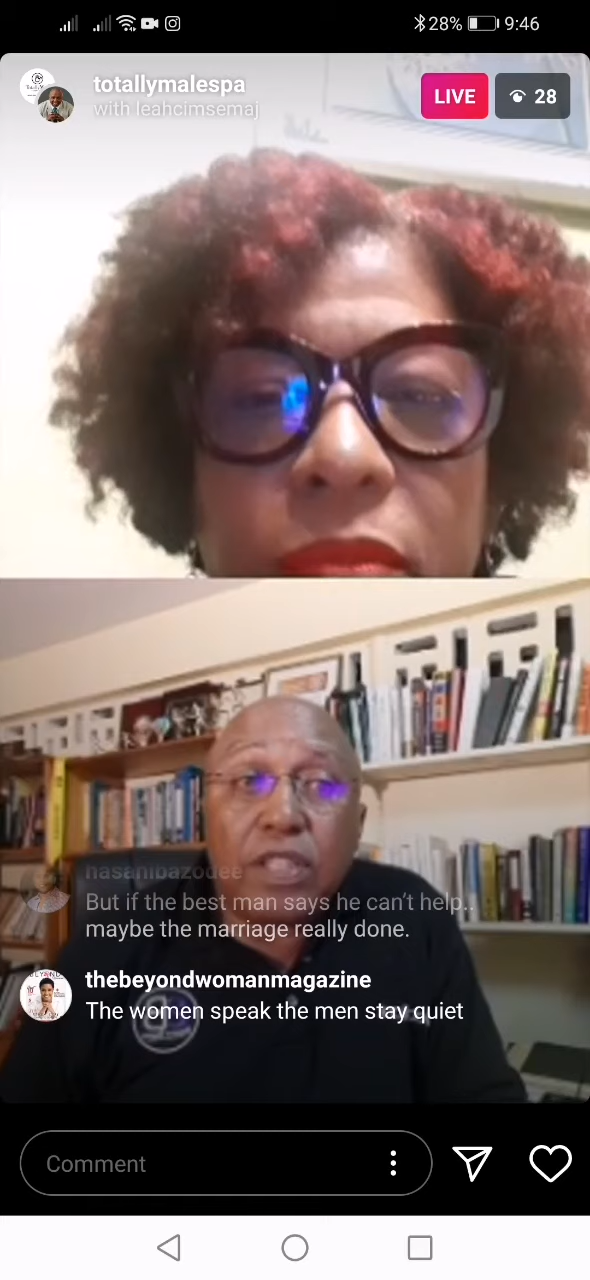 28% 9:46
totallymalespa
with leahcimsemaj
LIVE 28
hasanibazodee
But if the best man says he can't help..
maybe the marriage really done.
thebeyondwomanmagazine
The women speak the men stay quiet
Comment